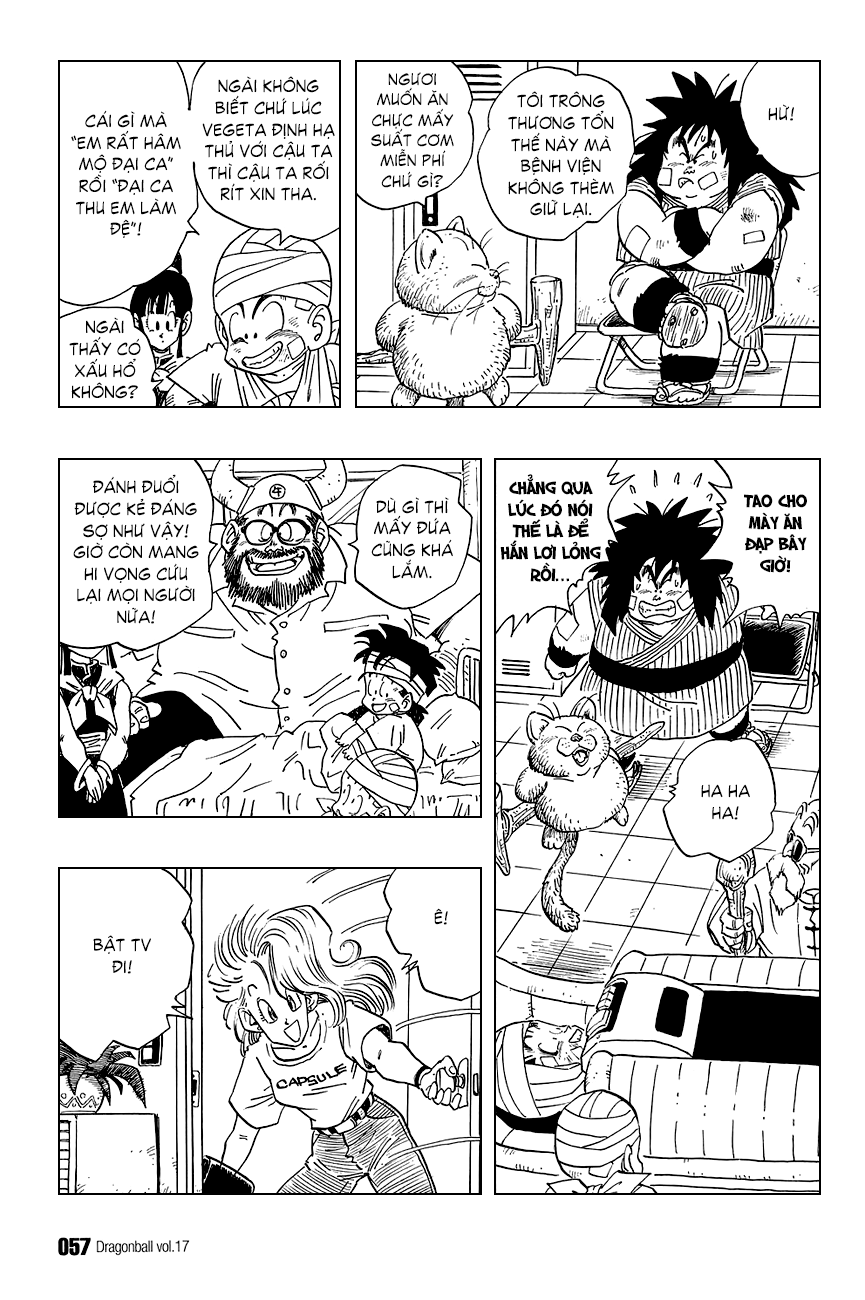 HỪ!
TÔI TRÔNG
THƯƠNG TỔN
THẾ NÀY MÀ
BỆNH VIỆN
KHÔNG THÈM
GIỮ LẠI.
NGƯƠI
MUỐN ĂN
CHỰC MẤY
SUẤT CƠM
MIỄN PHÍ
CHỨ GÌ?
NGÀI KHÔNG
BIẾT CHỨ LÚC
VEGETA ĐỊNH HẠ
THỦ VỚI CẬU TA
THÌ CẬU TA RỐI
RÍT XIN THA.
CÁI GÌ MÀ
"EM RẤT HÂM
MỘ ĐẠI CA"
RỒI "ĐẠI CA
THU EM LÀM
ĐỆ"!
NGÀI
THẤY CÓ
XẤU HỔ
KHÔNG?
TAO CHO
MÀY ĂN
ĐẠP BÂY
GIỜ!
CHẲNG QUA
LÚC ĐÓ NÓI
THẾ LÀ ĐỂ
HẮN LƠI LỎNG
RỒI...
HA HA
HA!
DÙ GÌ THÌ
MẤY ĐỨA
CŨNG KHÁ
LẮM.
ĐÁNH ĐUỔI
ĐƯỢC KẺ ĐÁNG
SỢ NHƯ VẬY!
GIỜ CÒN MANG
HI VỌNG CỨU
LẠI MỌI NGƯỜI
NỮA!
牛
Ê!
BẬT TV
ĐI!
CAPSULE
057 Dragonball vol.17